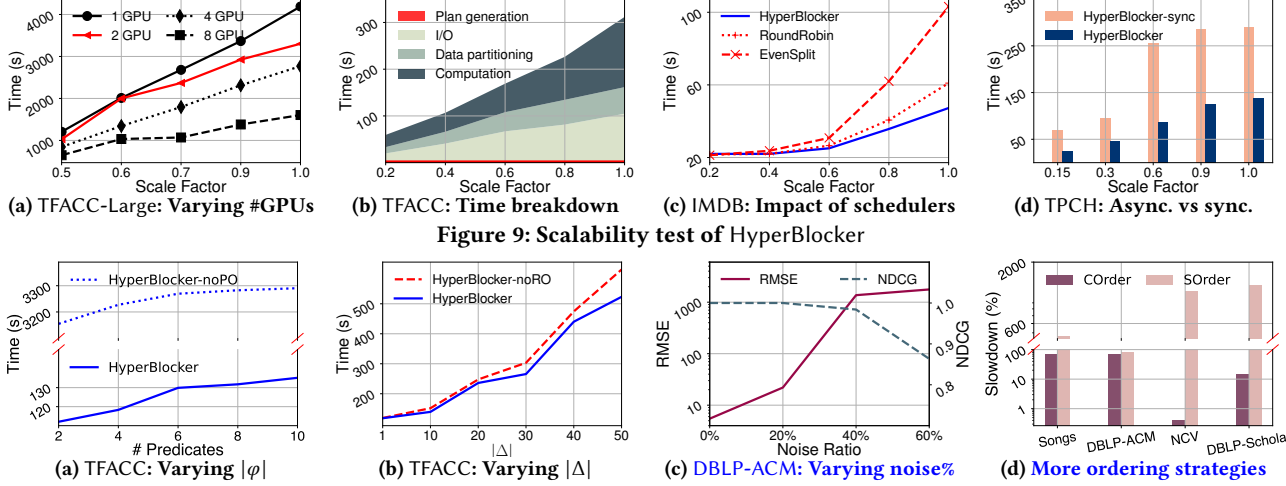 Time (s)
4000
3000
2000
1000
1 GPU
2 GPU
4 GPU
8 GPU
0.5 0.6 0.7 0.8 0.9 1.0
Scale Factor
(a) TFACC-Large: Varying #GPUs
Time (s)
300
200
100
Plan generation
I/O
Data partitioning
Computation
0.2 0.4 0.6 0.8 1.0
Scale Factor
(b) TFACC: Time breakdown
Time (s)
100
60
20
HyperBlocker
RoundRobin
EvenSplit
0.2 0.4 0.6 0.8 1.0
Scale Factor
(c) IMDB: Impact of schedulers
Time (s)
350
250
150
50
HyperBlocker-sync
HyperBlocker
0.15 0.3 0.6 0.9 1.0
Scale Factor
(d) TPCH: Async. vs sync.
Figure 9: Scalability test of HyperBlocker
Time (s)
3300
3200
130
120
HyperBlocker-noPO
HyperBlocker
2 4 6 8 10
# Predicates
(a) TFACC: Varying |φ|
Time (s)
500
400
300
200
HyperBlocker-noRO
HyperBlocker
1 10 20 30 40 50
|Δ|
(b) TFACC: Varying |Δ|
RMSE
1000
100
10
RMSE
NDCG
1.0
0.9
0.8
NDCG
0% 20% 40% 60%
Noise Ratio
(c) DBLP-ACM: Varying noise%
Slowdown (%)
2000
600
100
10
1
COrder
SOrder
Songs DBLP-ACM NCV DBLP-Schola
(d) More ordering strategies